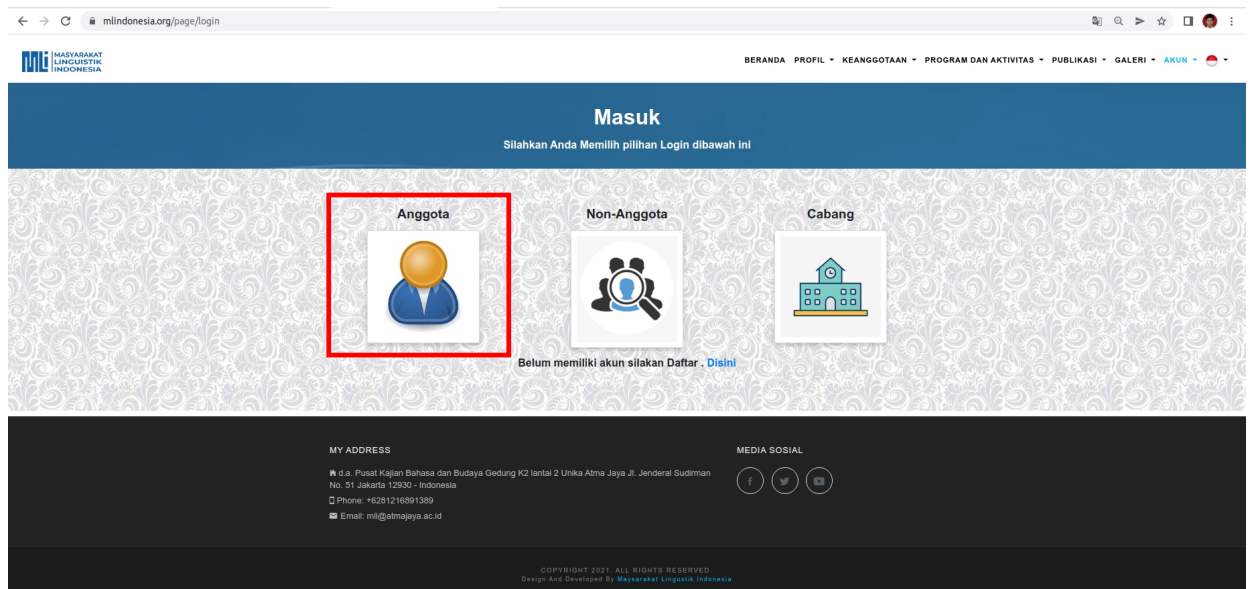 mlindonesia.org/page/login
MASYARAKAT
LINGUISTIK
INDONESIA
BERANDA PROFIL KEANGGOTAAN PROGRAM DAN AKTIVITAS PUBLIKASI GALERI AKUN
Masuk
Silahkan Anda Memilih pilihan Login dibawah ini
Anggota Non-Anggota Cabang
Belum memiliki akun silakan Daftar . Disini
MY ADDRESS
d.a. Pusat Kajian Bahasa dan Budaya Gedung K2 lantai 2 Unika Atma Jaya Jl. Jenderal Sudirman
No. 51 Jakarta 12930 - Indonesia
Phone: +6281216891389
Email: mli@atmajaya.ac.id
MEDIA SOSIAL
COPYRIGHT 2021. ALL RIGHTS RESERVED.
Design And Developed By Maysarakat Lingustik Indonesia